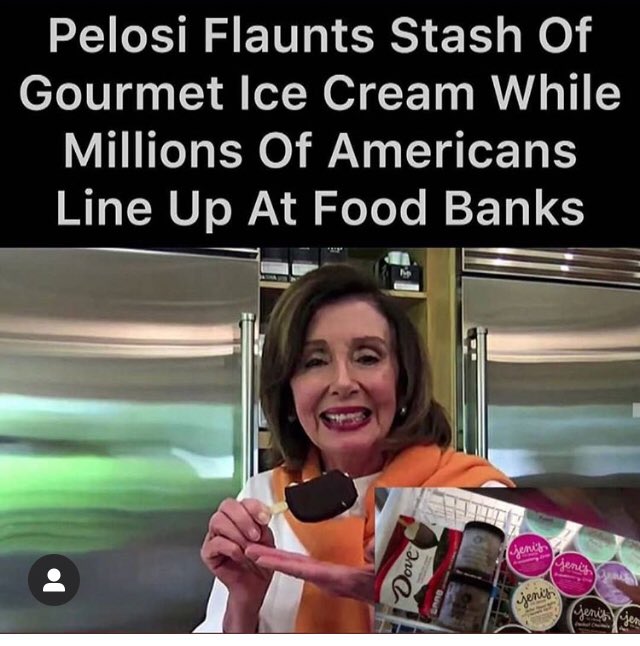 Pelosi Flaunts Stash Of
Gourmet Ice Cream While
Millions Of Americans
Line Up At Food Banks
Dove
jeni's
jeni's
jeni's
jeni's
jeni's